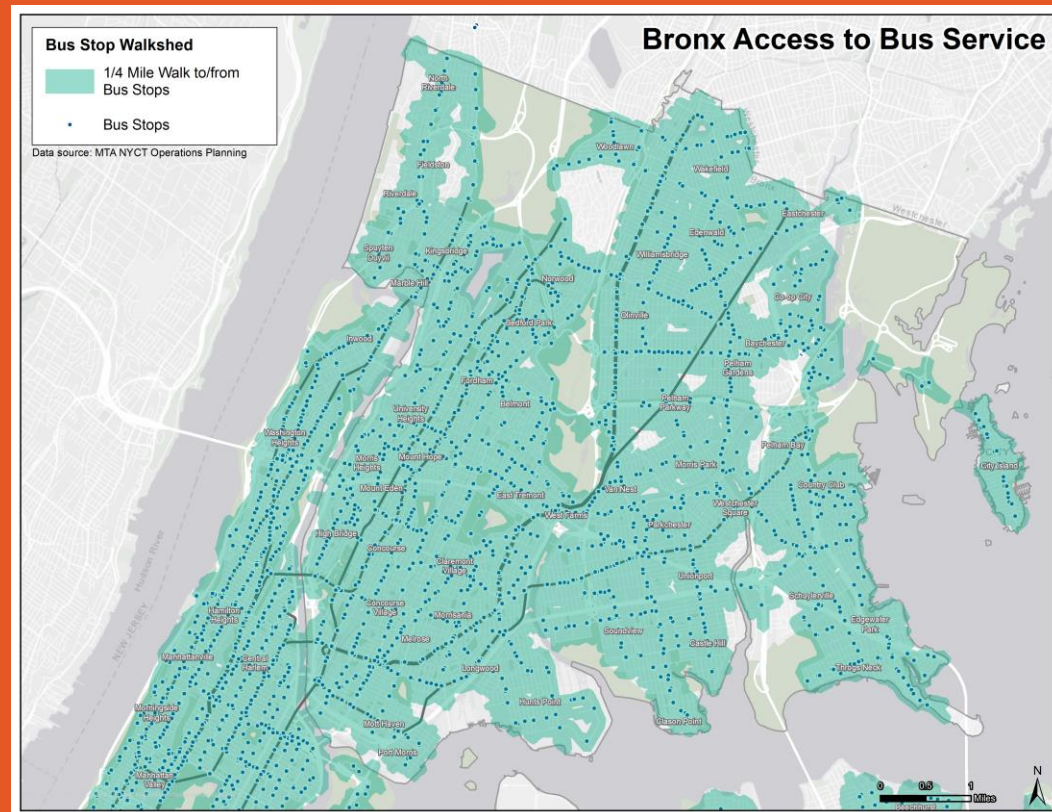 Bronx Access to Bus Service
Bus Stop Walkshed
1/4 Mile Walk to/from
Bus Stops
Bus Stops
Data source: MTA NYCT Operations Planning
North
Riverdale
Woodlawn
Wakefield
Fieldston
Riverdale
Eastchester
Westchester
Edenwald
Spuyten
Duyvil
Kingsbridge
Williamsbridge
Marble Hill
Norwood
Co-op City
Olinville
Bedford Park
Inwood
Baychester
Pelham
Gardens
Fordham
Belmont
Pelham
Parkway
University
Heights
Washington
Heights
Pelham Bay
Morris
Heights
Mount Hope
Morris Park
City Island
Mount Eden
Country Club
East Tremont
Van Nest
Westchester
Square
West Farms
Parkchester
High Bridge
Concourse
Claremont
Village
Unionport
Hudson River
NEW JERSEY
Schuylerville
Hamilton
Heights
Concourse
Village
Morrisania
Edgewater
Park
Soundview
Melrose
Castle Hill
Manhattanville
Central
Harlem
Longwood
Throgs Neck
Hunts Point
Morningside
Heights
Clason Point
Mott Haven
Port Morris
Manhattan
Valley
N
0 0.5 1
Miles